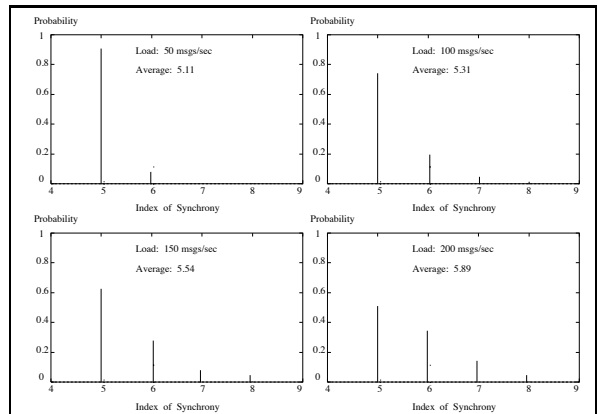 Probability
1
Load: 50 msgs/sec
0.8
Average: 5.11
0.6
0.4
0.2
0
4 5 6 7 8 9
Index of Synchrony
Probability
1
Load: 100 msgs/sec
0.8
Average: 5.31
0.6
0.4
0.2
0
4 5 6 7 8 9
Index of Synchrony
Probability
1
Load: 150 msgs/sec
0.8
Average: 5.54
0.6
0.4
0.2
0
4 5 6 7 8 9
Index of Synchrony
Probability
1
Load: 200 msgs/sec
0.8
Average: 5.89
0.6
0.4
0.2
0
4 5 6 7 8 9
Index of Synchrony